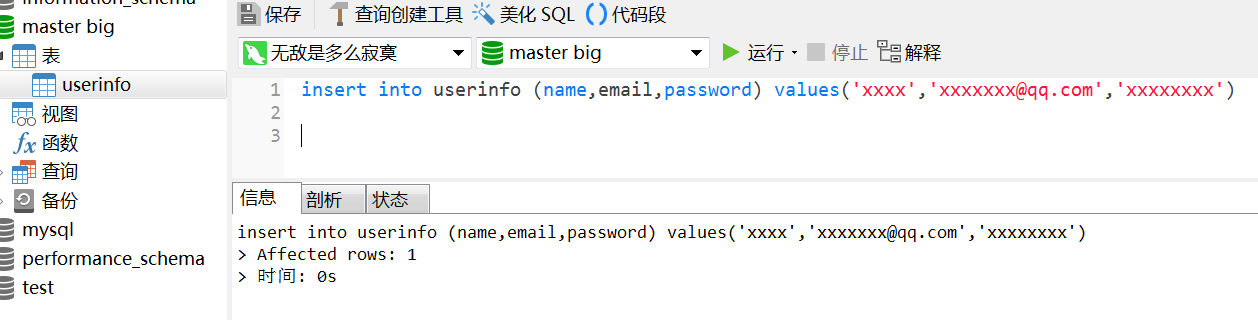 information_schema
保存 查询创建工具 美化 SQL () 代码段
master big
无敌是多么寂寞 master big 运行 停止 解释
表
userinfo
1 insert into userinfo (name,email,password) values('xxxx','xxxxxxx@qq.com','xxxxxxxx')
2
3
视图
fx 函数
查询
备份
信息 剖析 状态
mysql
performance_schema
test
insert into userinfo (name,email,password) values('xxxx','xxxxxxx@qq.com','xxxxxxxx')
> Affected rows: 1
> 时间: 0s